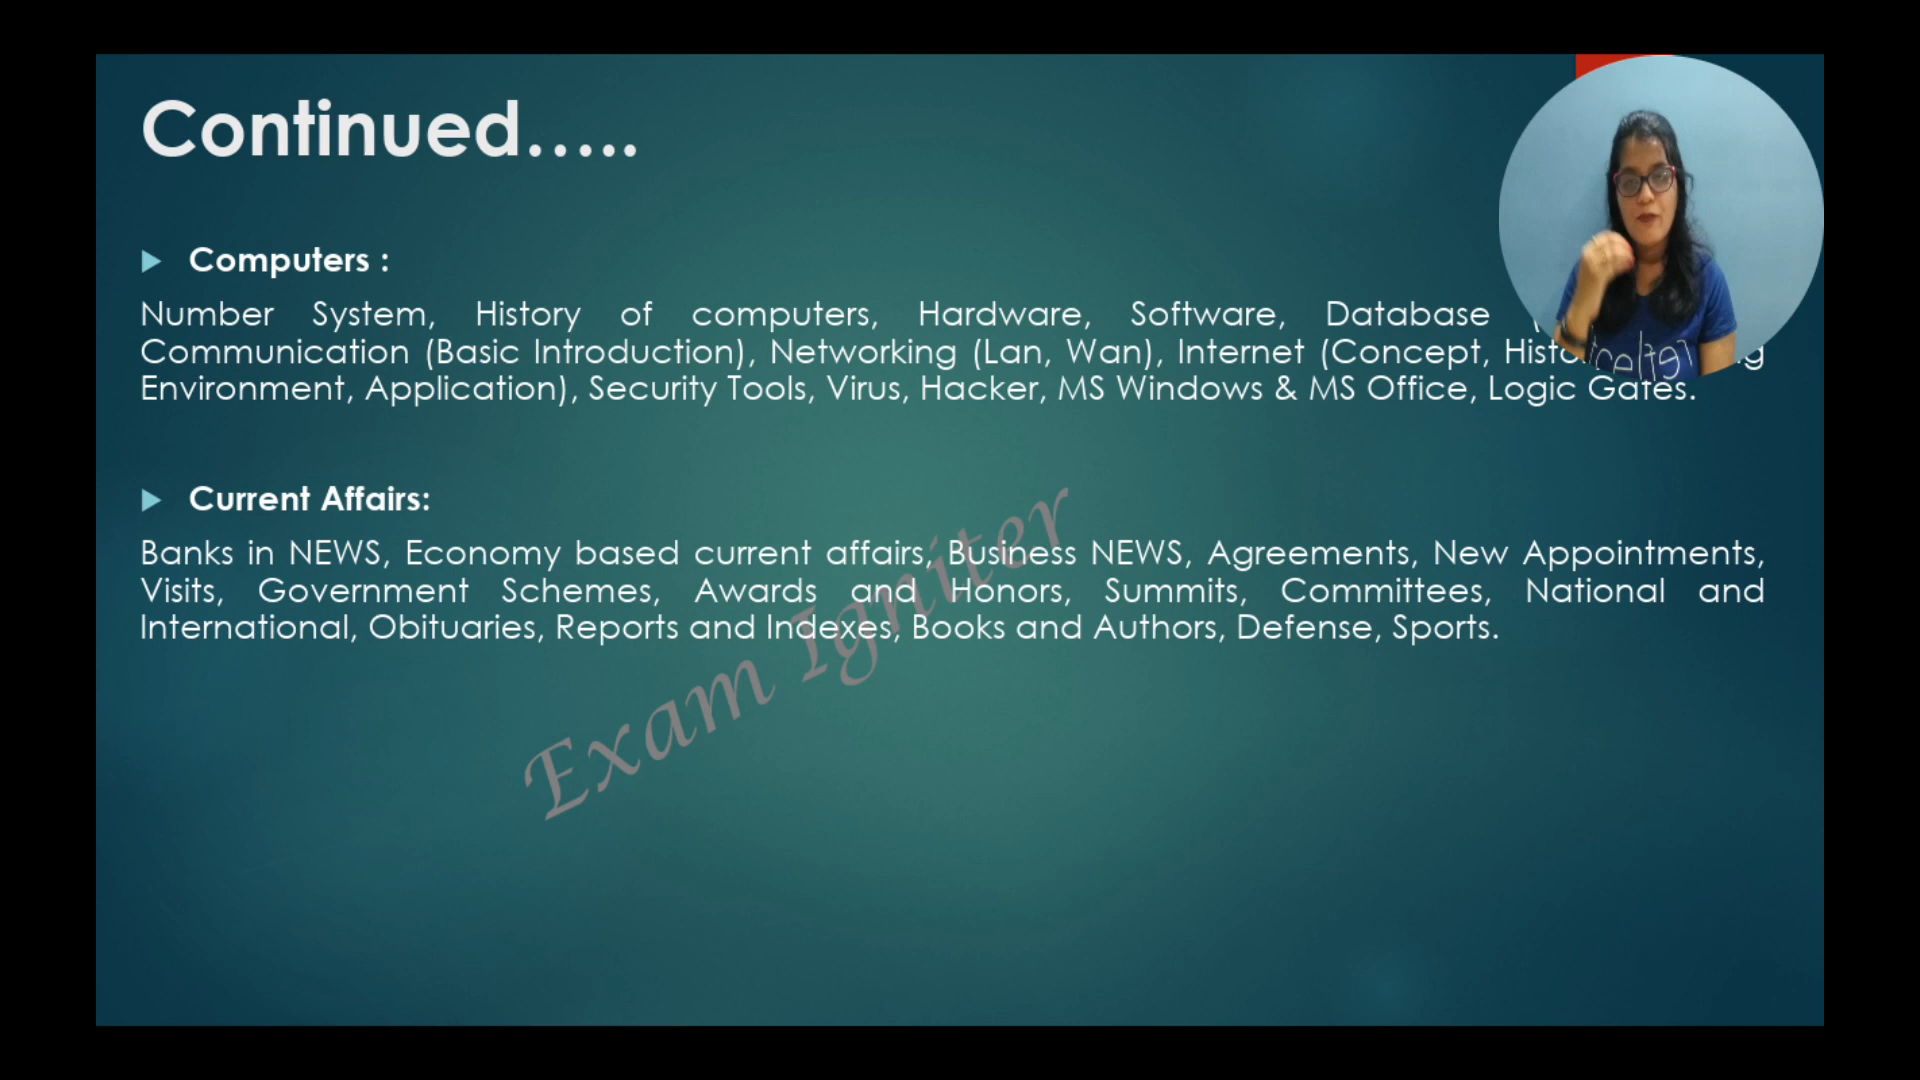 Continued.....
Computers :
Number System, History of computers, Hardware, Software, Database
Communication (Basic Introduction), Networking (Lan, Wan), Internet (Concept,
Environment, Application), Security Tools, Virus, Hacker, MS Windows & MS Office, Logic Gates.
Current Affairs:
Banks in NEWS, Economy based current affairs, Business NEWS, Agreements, New Appointments,
Visits, Government Schemes, Awards and Honors, Summits, Committees, National and
International, Obituaries, Reports and Indexes, Books and Authors, Defense, Sports.
Exam Igniter